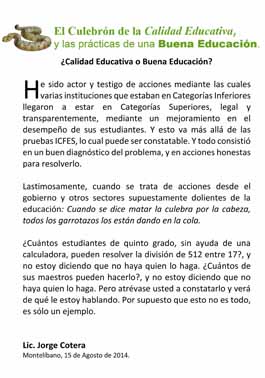 El Culebrón de la Calidad Educativa,
y las prácticas de una Buena Educación.
¿Calidad Educativa o Buena Educación?
He sido actor y testigo de acciones mediante las cuales
varias instituciones que estaban en Categorías Inferiores
llegaron a estar en Categorías Superiores, legal y
transparentemente, mediante un mejoramiento en el
desempeño de sus estudiantes. Y esto va más allá de las
pruebas ICFES, lo cual puede ser constatable. Y todo consistió
en un buen diagnóstico del problema, y en acciones honestas
para resolverlo.
Lastimosamente, cuando se trata de acciones desde el
gobierno y otros sectores supuestamente dolientes de la
educación: Cuando se dice matar la culebra por la cabeza,
todos los garrotazos los están dando en la cola.
¿Cuántos estudiantes de quinto grado, sin ayuda de una
calculadora, pueden resolver la división de 512 entre 17?, y
no estoy diciendo que no haya quien lo haga. ¿Cuántos de
sus maestros pueden hacerlo?, y no estoy diciendo que no
haya quien lo haga. Pero atrévase usted a constatarlo y verá
de qué le estoy hablando. Por supuesto que esto no es todo,
es sólo un ejemplo.
Lic. Jorge Cotera
Montelíbano, 15 de Agosto de 2014.